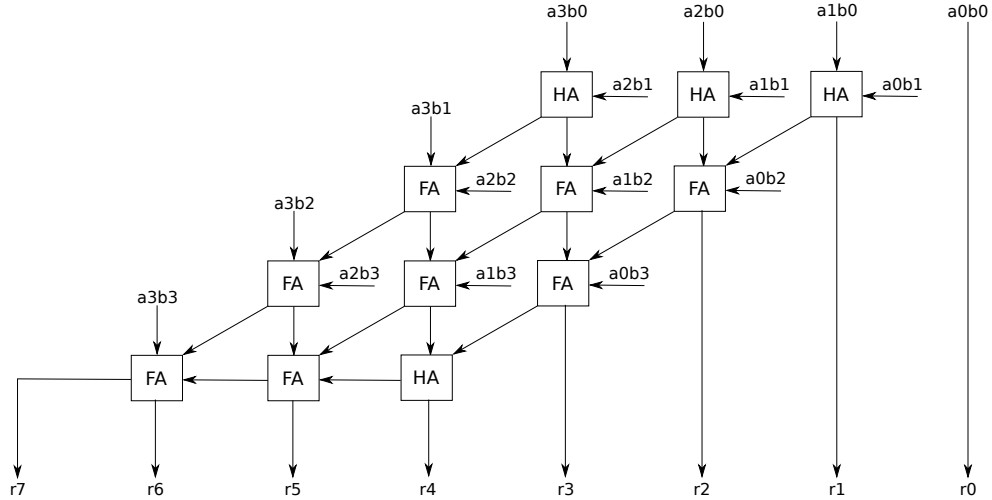 a3b0 a2b0 a1b0 a0b0
HA a2b1 HA a1b1 HA a0b1
a3b1
FA a2b2 FA a1b2 FA a0b2
a3b2
FA a2b3 FA a1b3 FA a0b3
a3b3
FA FA HA
r7 r6 r5 r4 r3 r2 r1 r0